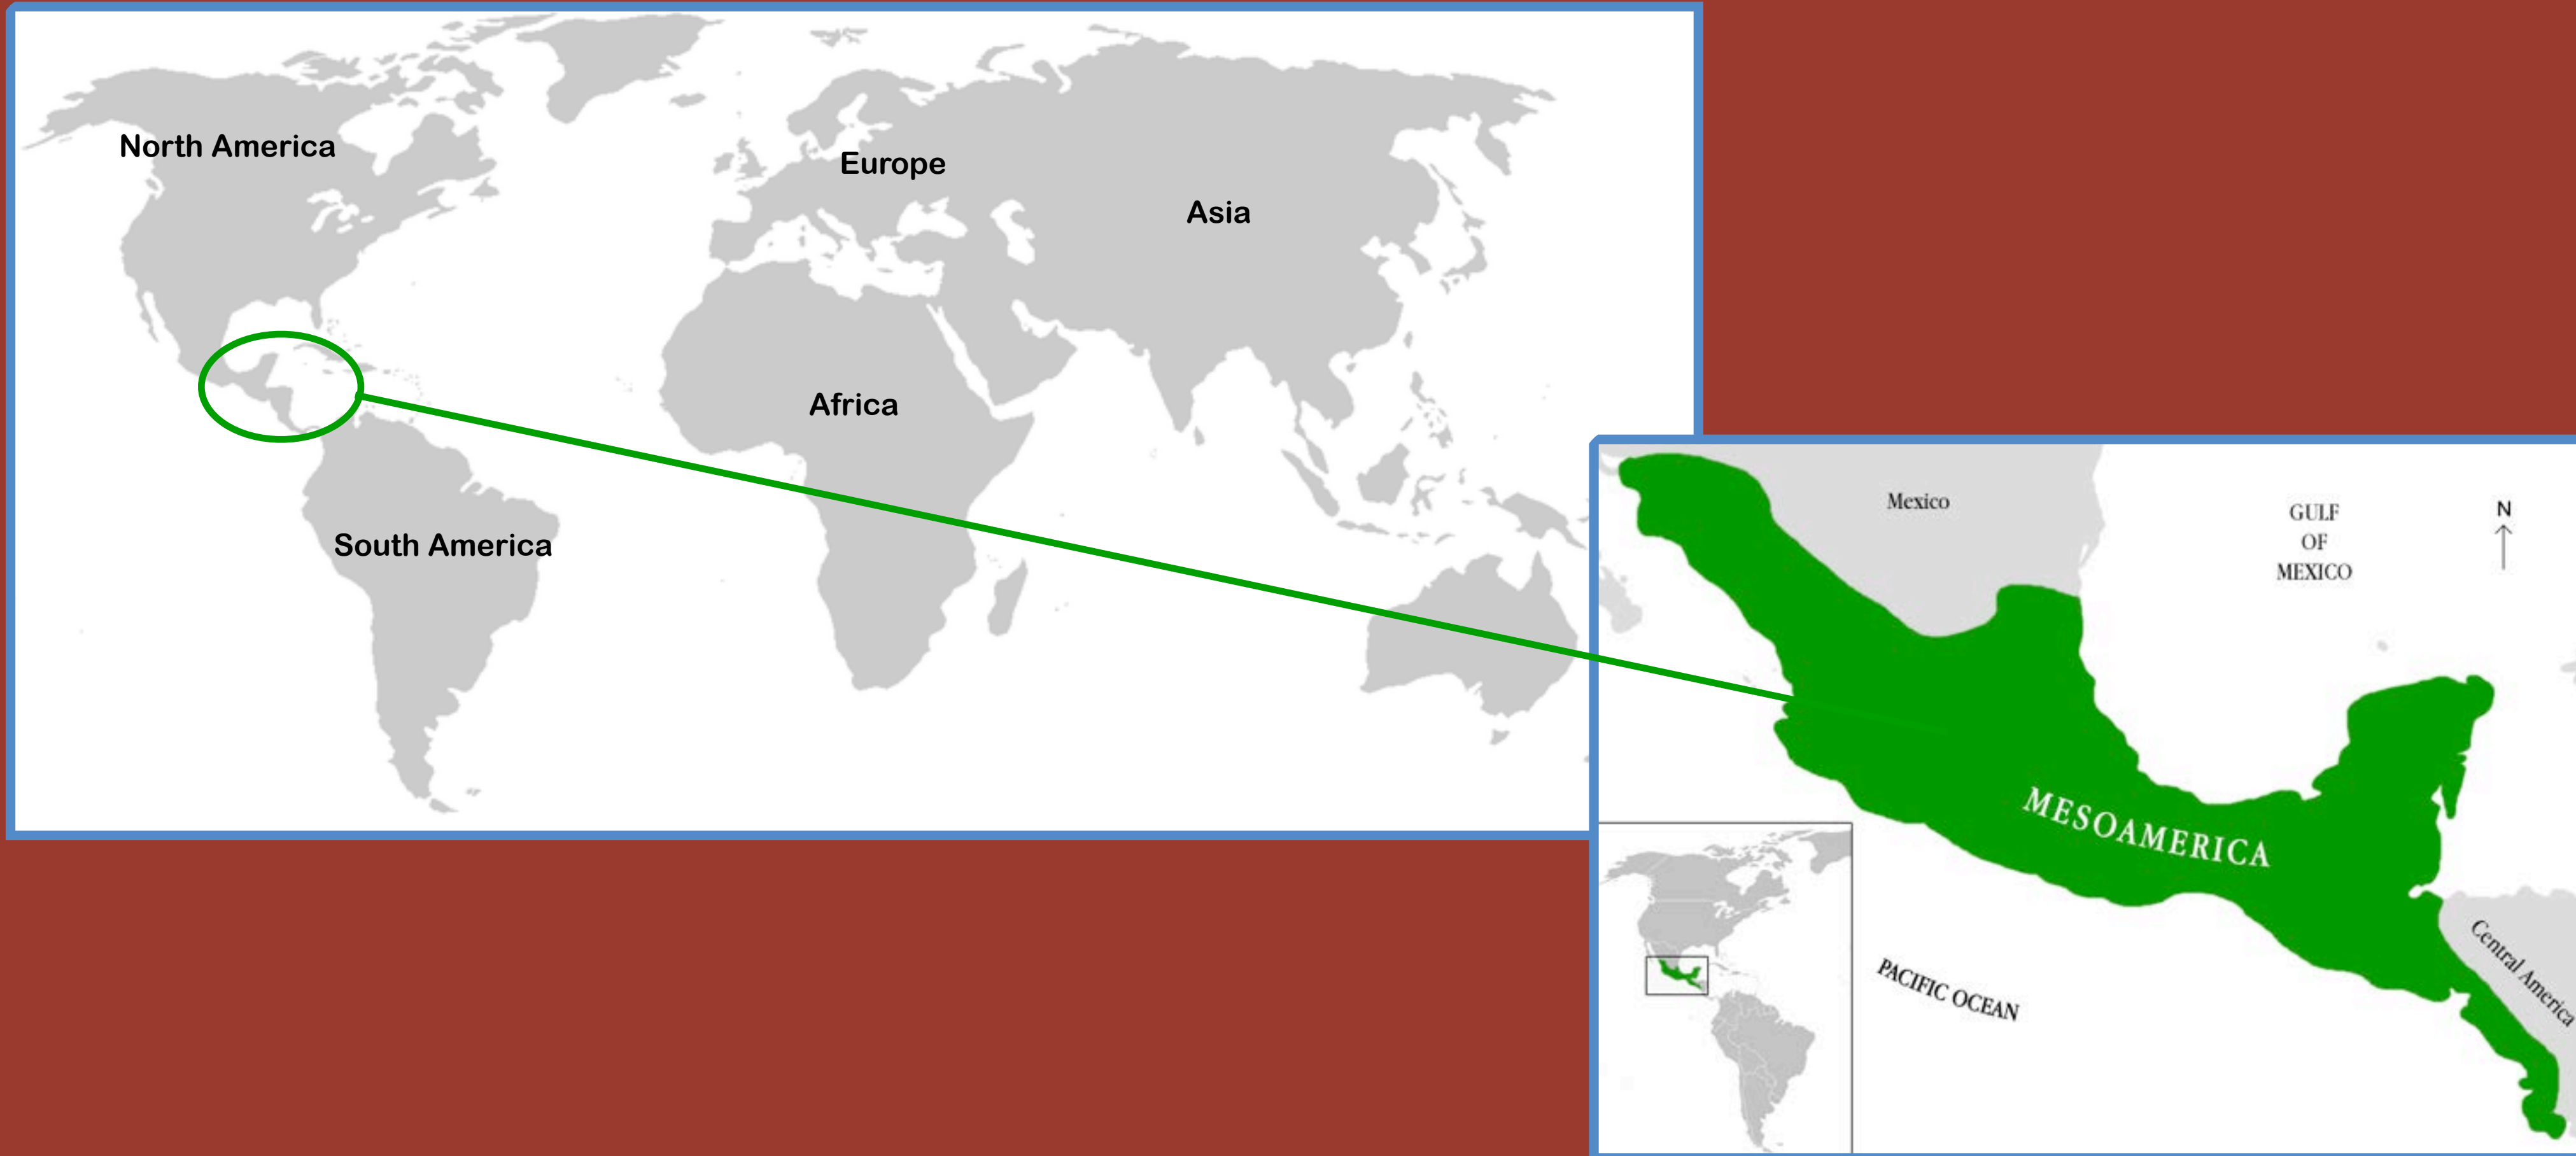 North America
Europe
Asia
Africa
South America
Mexico
GULF
OF
MEXICO
N
MESOAMERICA
Central America
PACIFIC OCEAN